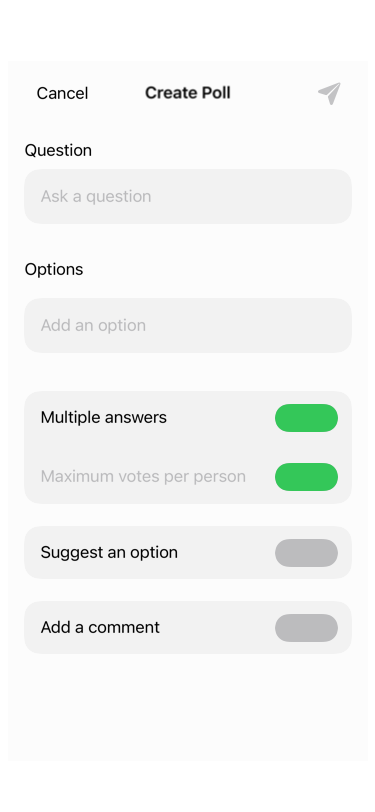 Cancel Create Poll
Question
Ask a question
Options
Add an option
Multiple answers
Maximum votes per person
Suggest an option
Add a comment